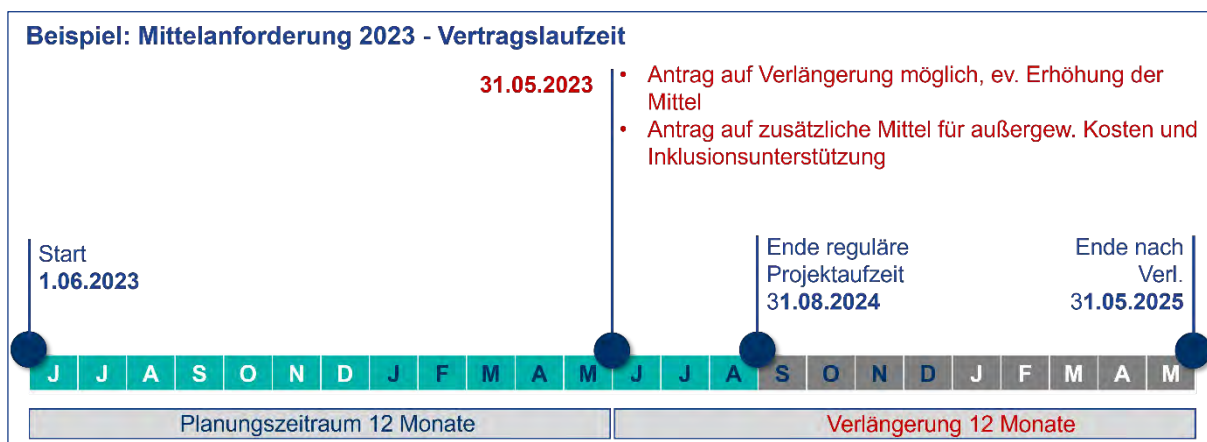 Beispiel: Mittelanforderung 2023 - Vertragslaufzeit
31.05.2023
• Antrag auf Verlängerung möglich, ev. Erhöhung der
Mittel
• Antrag auf zusätzliche Mittel für außergew. Kosten und
Inklusionsunterstützung
Start
1.06.2023
Ende reguläre
Projektaufzeit
31.08.2024
Ende nach
Verl.
31.05.2025
J J A S O N D J F M A M J J A S O N D J F M A M
Planungszeitraum 12 Monate
Verlängerung 12 Monate